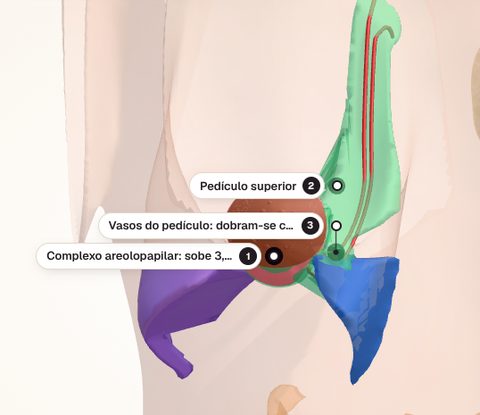 Pedículo superior 2
Vasos do pedículo: dobram-se c... 3
Complexo areolopapilar: sobe 3,... 1